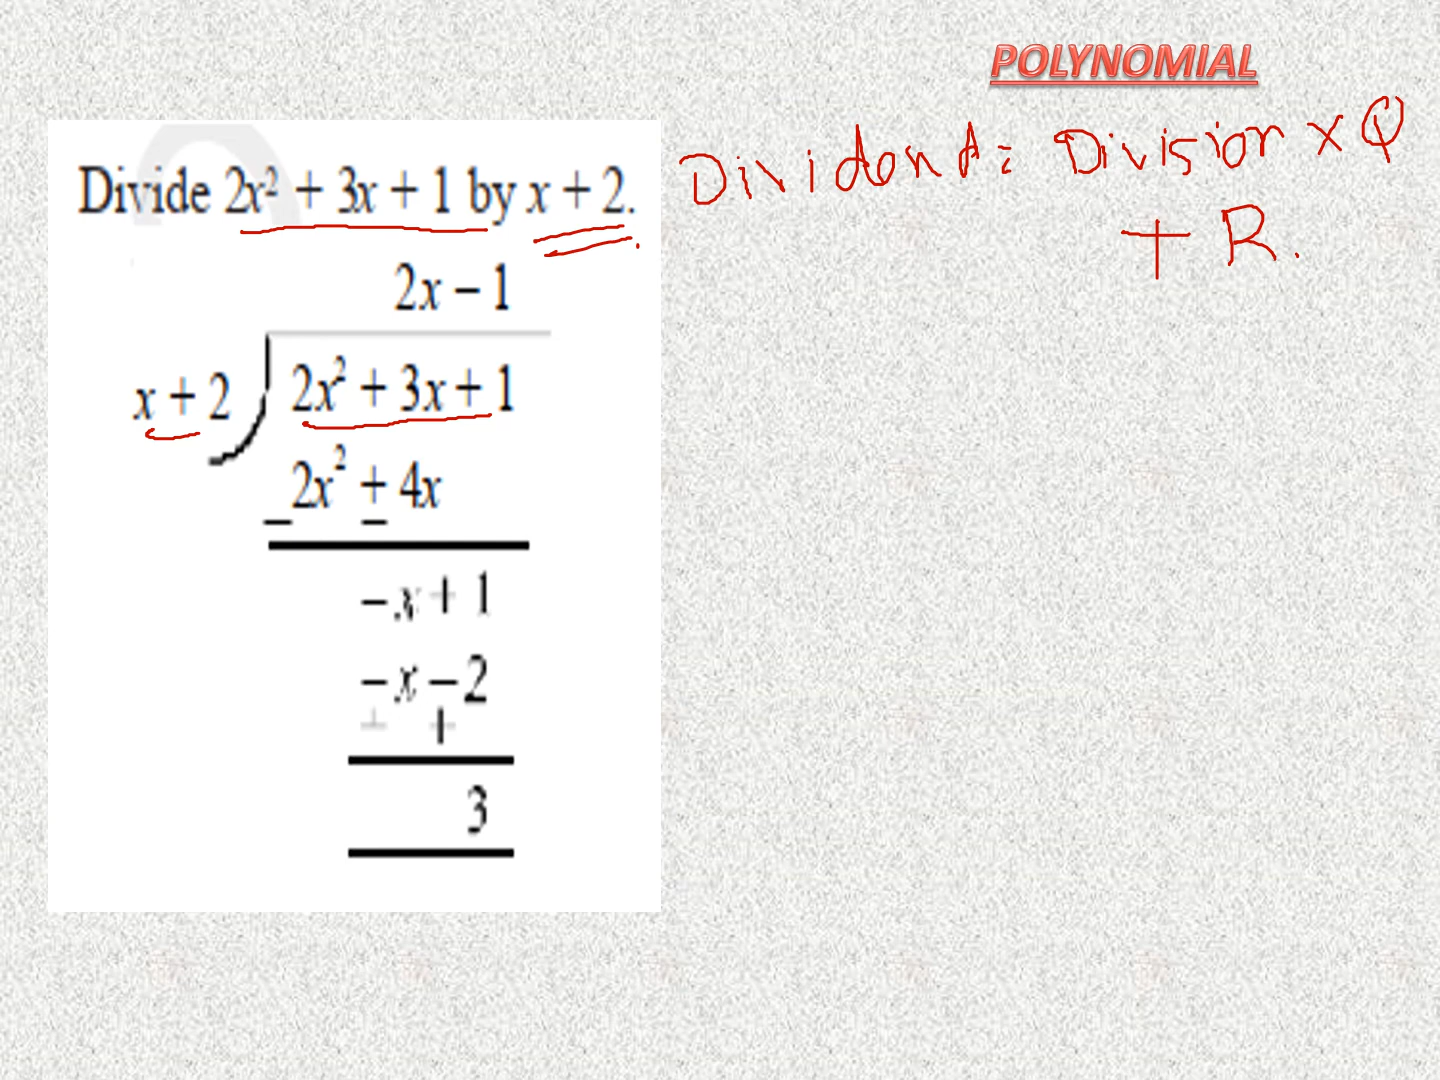 POLYNOMIAL
Divide 2x² + 3x + 1 by x + 2.
2x – 1
x + 2
2x² + 3x + 1
2x² + 4x
– –
–x + 1
–x – 2
+ +
3
Dividend = Division × Q
+ R.